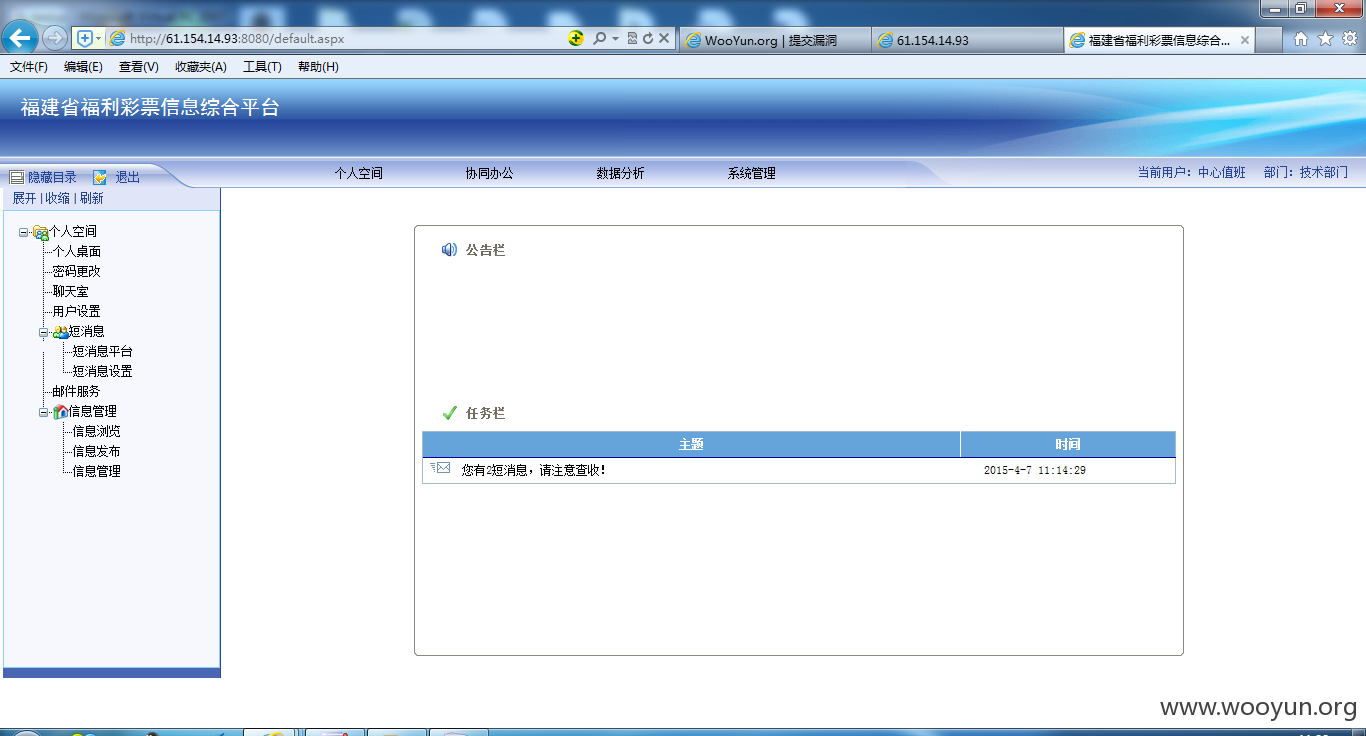 http://61.154.14.93:8080/default.aspx
WooYun.org | 提交漏洞
61.154.14.93
福建省福利彩票信息综合...
文件(F) 编辑(E) 查看(V) 收藏夹(A) 工具(T) 帮助(H)
福建省福利彩票信息综合平台
隐藏目录 退出
个人空间 协同办公 数据分析 系统管理
当前用户：中心值班 部门：技术部门
展开 | 收缩 | 刷新
个人空间
个人桌面
密码更改
聊天室
用户设置
短消息
短消息平台
短消息设置
邮件服务
信息管理
信息浏览
信息发布
信息管理
公告栏
任务栏
主题 时间
您有2短消息，请注意查收！ 2015-4-7 11:14:29
www.wooyun.org